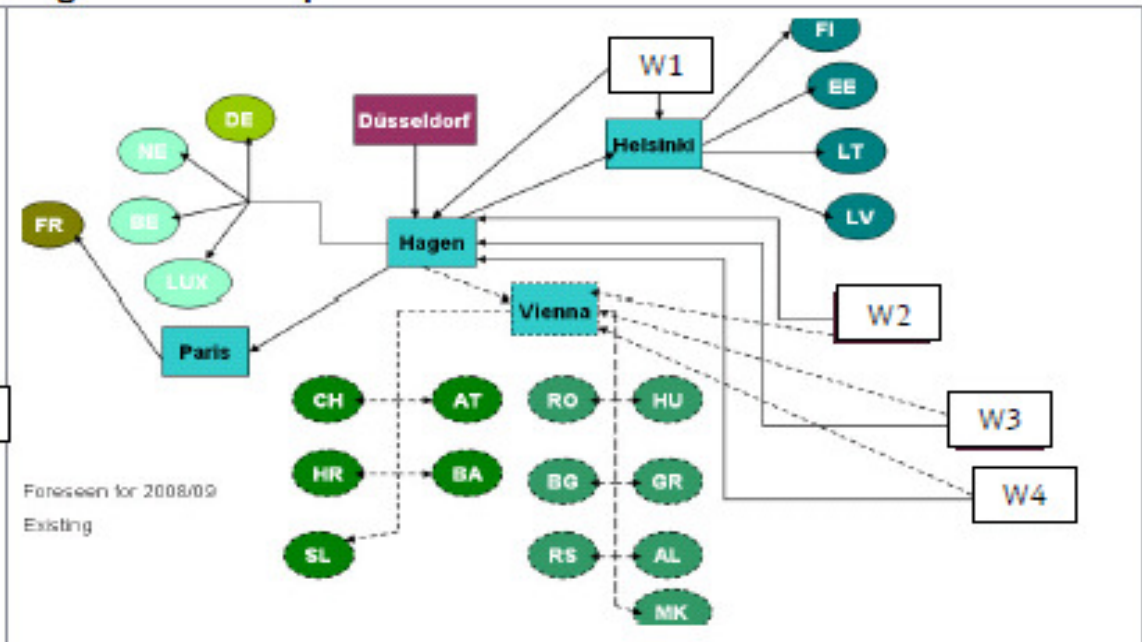 FI
W1
EE
DE
Düsseldorf
NE
Helsinki
LT
FR
BE
LV
Hagen
LUX
Vienna
W2
Paris
CH
AT
RO
HU
W3
HR
BA
BG
GR
W4
Foreseen for 2008/09
Existing
SL
RS
AL
MK